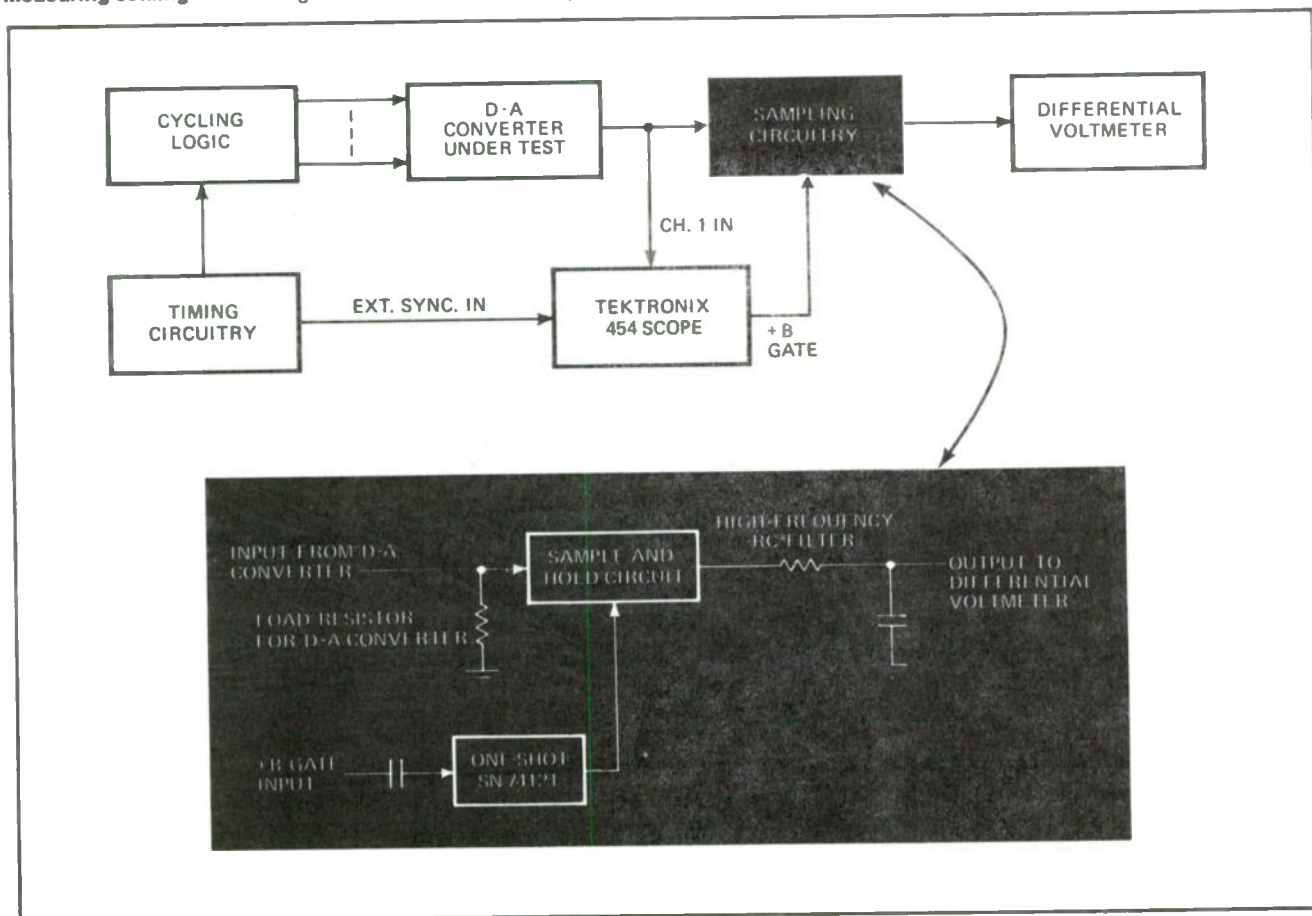 CYCLING
LOGIC
D-A
CONVERTER
UNDER TEST
SAMPLING
CIRCUITRY
DIFFERENTIAL
VOLTMETER
CH. 1 IN
TIMING
CIRCUITRY
EXT. SYNC. IN
TEKTRONIX
454 SCOPE
+ B
GATE
HIGH-FREQUENCY
RC FILTER
INPUT FROM D-A
CONVERTER
SAMPLE AND
HOLD CIRCUIT
OUTPUT TO
DIFFERENTIAL
VOLTMETER
LOAD RESISTOR
FOR D-A CONVERTER
+B GATE
INPUT
ONE-SHOT
SN 74121